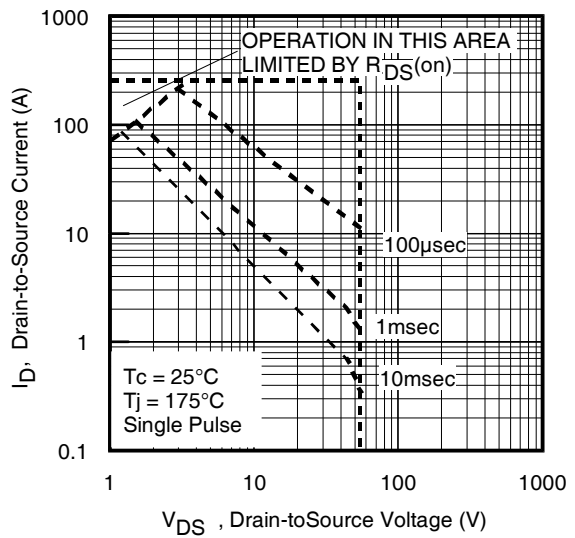 1000
OPERATION IN THIS AREA
LIMITED BY RDS(on)
100
10
100µsec
1
1msec
10msec
Tc = 25°C
Tj = 175°C
Single Pulse
0.1
1
10
100
1000
VDS , Drain-toSource Voltage (V)
ID, Drain-to-Source Current (A)